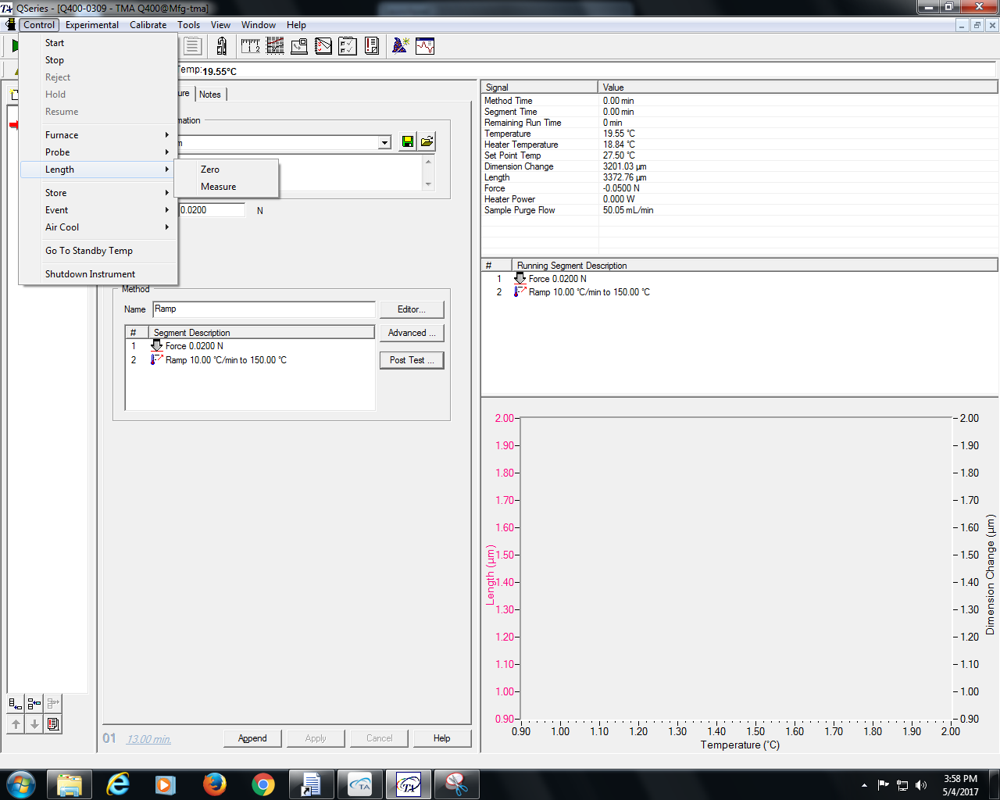 TA QSeries - [Q400-0309 - TMA Q400@Mfg-tma]
Control Experimental Calibrate Tools View Window Help
Start
Stop
Reject
Hold
Resume
Furnace
Probe
Length
Zero
Measure
Store
Event
Air Cool
Go To Standby Temp
Shutdown Instrument
emp: 19.55°C
ure Notes
mation
m
0.0200 N
Method
Name Ramp Editor...
# Segment Description
Advanced ...
1 Force 0.0200 N
2 Ramp 10.00 °C/min to 150.00 °C
Post Test ...
01 13.00 min. Append Apply Cancel Help
Signal Value
Method Time 0.00 min
Segment Time 0.00 min
Remaining Run Time 0 min
Temperature 19.55 °C
Heater Temperature 18.84 °C
Set Point Temp 27.50 °C
Dimension Change 3201.03 µm
Length 3372.76 µm
Force -0.0500 N
Heater Power 0.000 W
Sample Purge Flow 50.05 mL/min
# Running Segment Description
1 Force 0.0200 N
2 Ramp 10.00 °C/min to 150.00 °C
2.00 2.00
1.90 1.90
1.80 1.80
1.70 1.70
1.60 1.60
1.50 1.50
1.40 1.40
1.30 1.30
1.20 1.20
1.10 1.10
1.00 1.00
0.90 0.90
Length (µm)
Dimension Change (µm)
0.90 1.00 1.10 1.20 1.30 1.40 1.50 1.60 1.70 1.80 1.90 2.00
Temperature (°C)
TA
TA
3:58 PM
5/4/2017